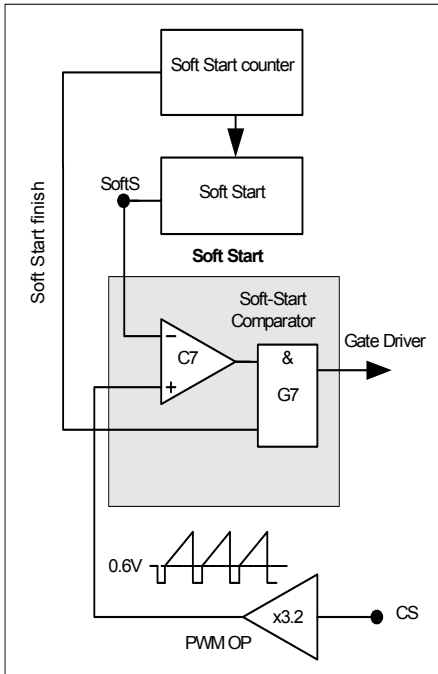 Soft Start counter
Soft Start finish
SoftS
Soft Start
Soft Start
Soft-Start
Comparator
Gate Driver
−
C7
+
&
G7
0.6V
x3.2
CS
PWM OP